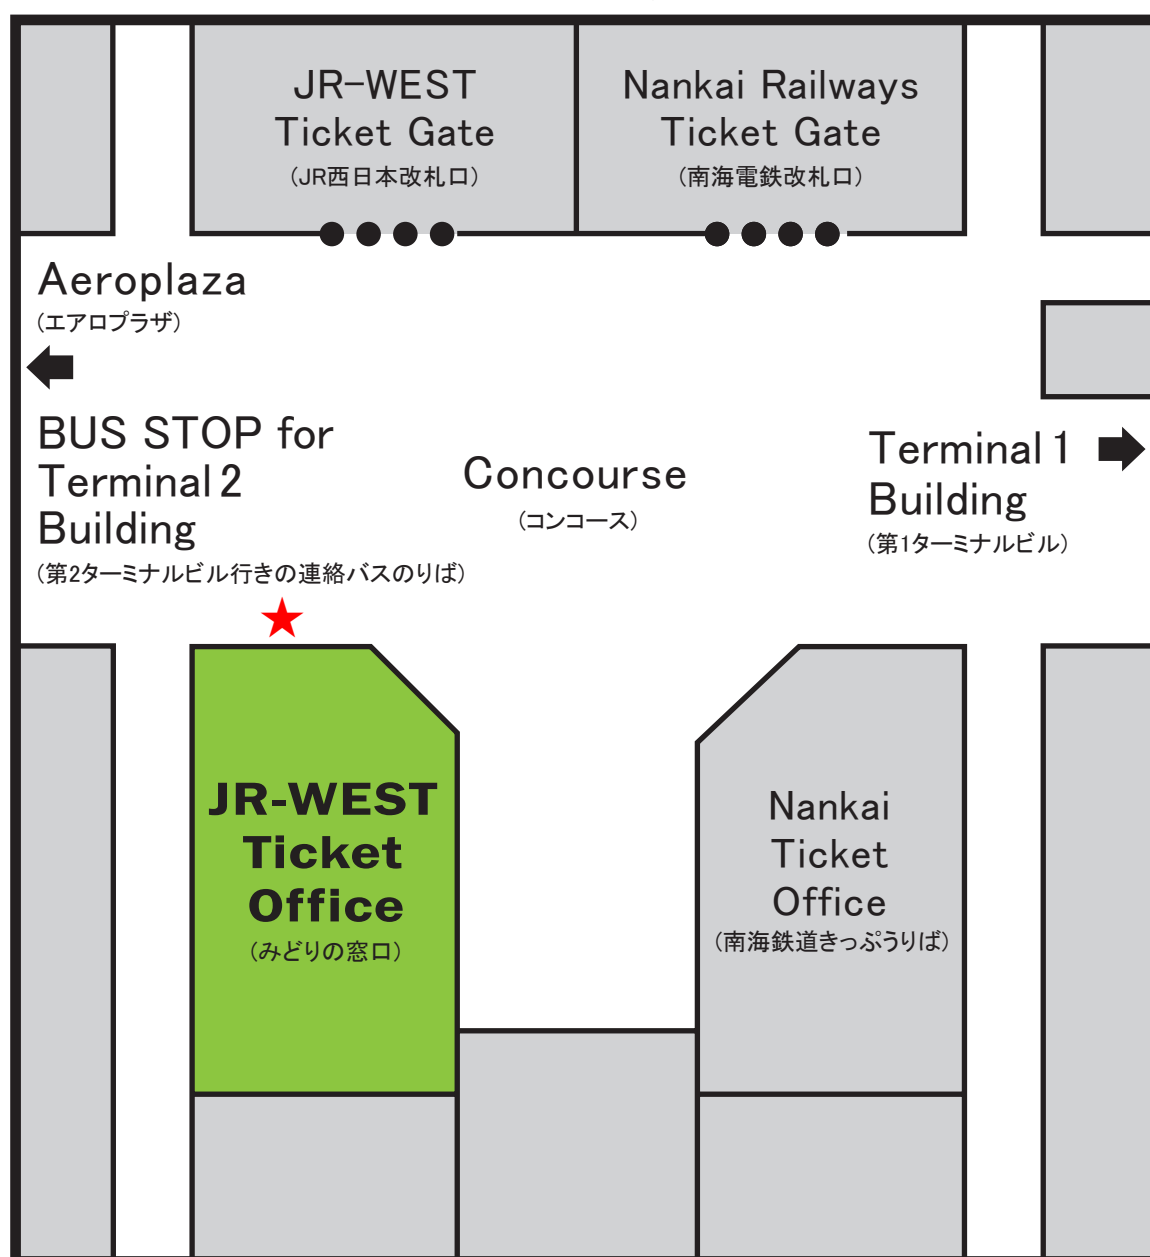 JR-WEST
Ticket Gate
(JR西日本改札口)
Nankai Railways
Ticket Gate
(南海電鉄改札口)
Aeroplaza
(エアロプラザ)
BUS STOP for
Terminal 2
Building
(第2ターミナルビル行きの連絡バスのりば)
Concourse
(コンコース)
Terminal 1
Building
(第1ターミナルビル)
JR-WEST
Ticket
Office
(みどりの窓口)
Nankai
Ticket
Office
(南海鉄道きっぷうりば)